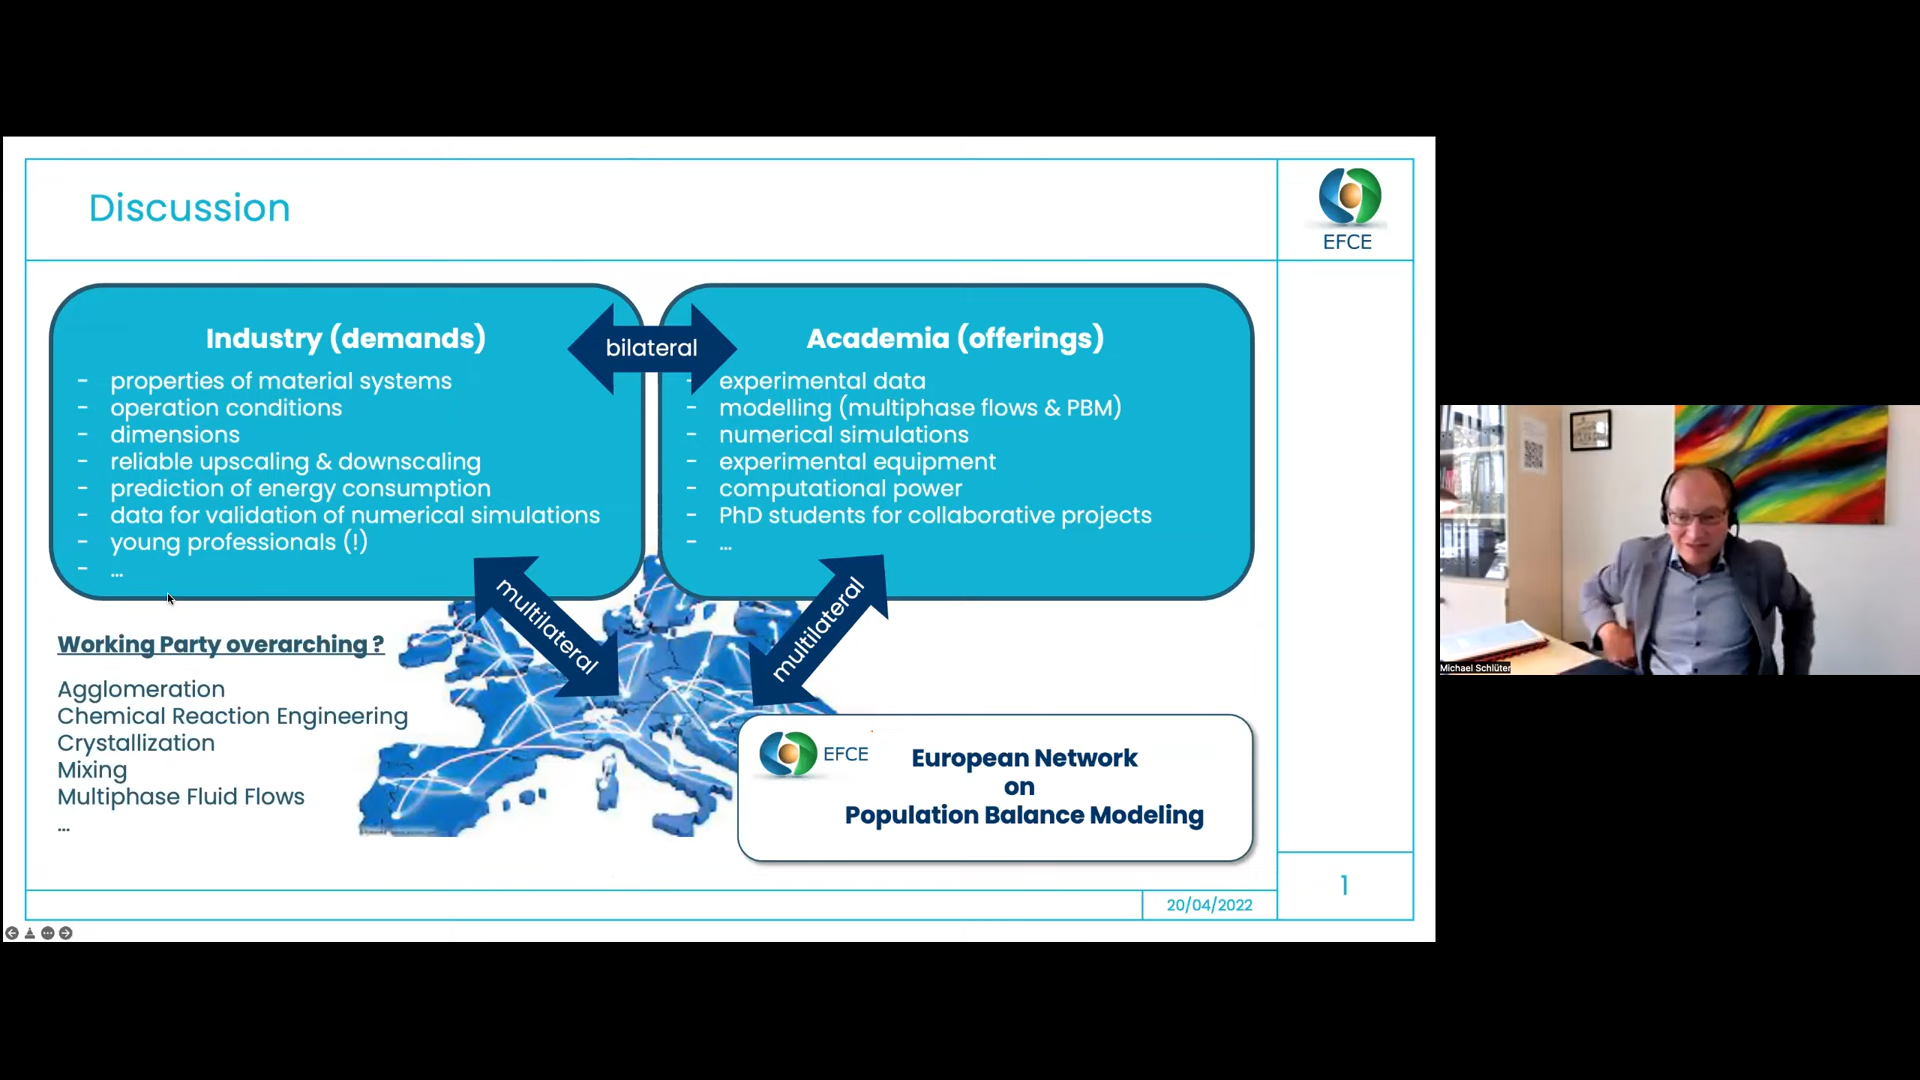 Discussion
EFCE
Industry (demands)
- properties of material systems
- operation conditions
- dimensions
- reliable upscaling & downscaling
- prediction of energy consumption
- data for validation of numerical simulations
- young professionals (!)
- ...
bilateral
Academia (offerings)
- experimental data
- modelling (multiphase flows & PBM)
- numerical simulations
- experimental equipment
- computational power
- PhD students for collaborative projects
- ...
multilateral
multilateral
Working Party overarching ?
Agglomeration
Chemical Reaction Engineering
Crystallization
Mixing
Multiphase Fluid Flows
...
EFCE
European Network
on
Population Balance Modeling
20/04/2022
1
Michael Schlüter